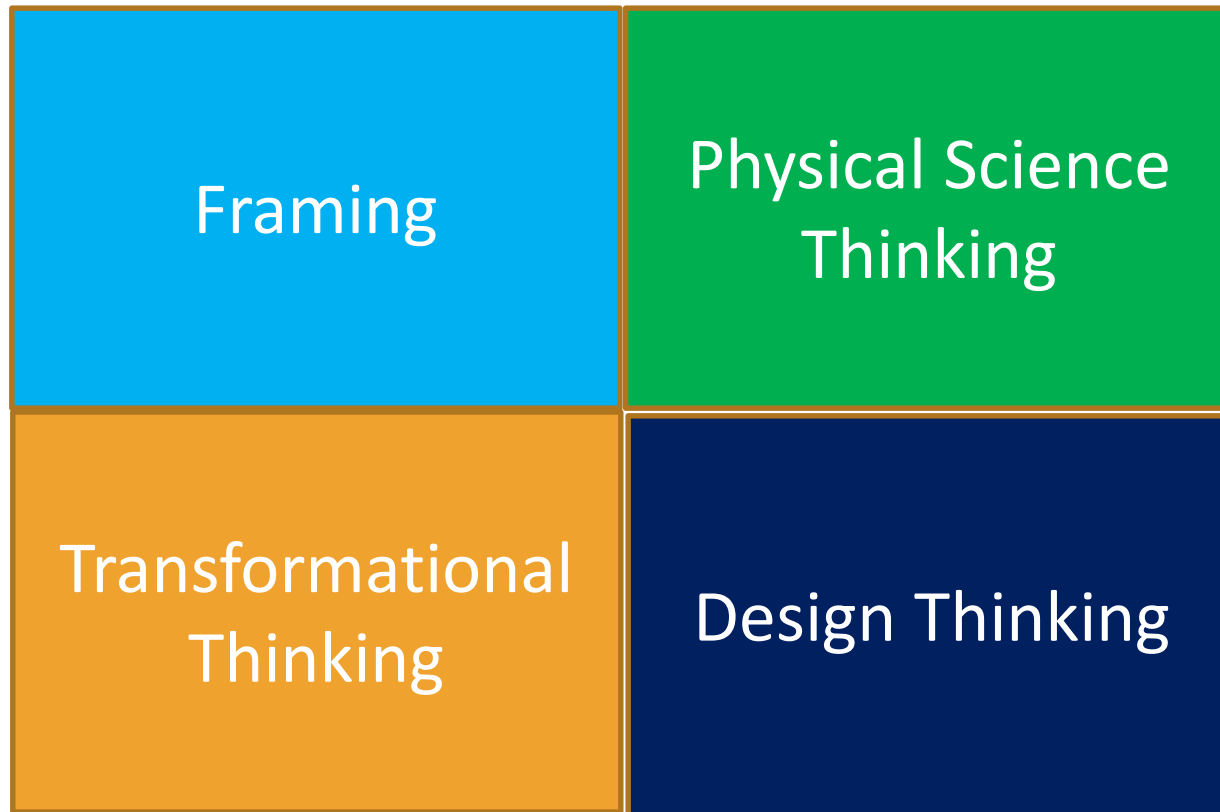 Framing
Physical Science
Thinking
Transformational
Thinking
Design Thinking